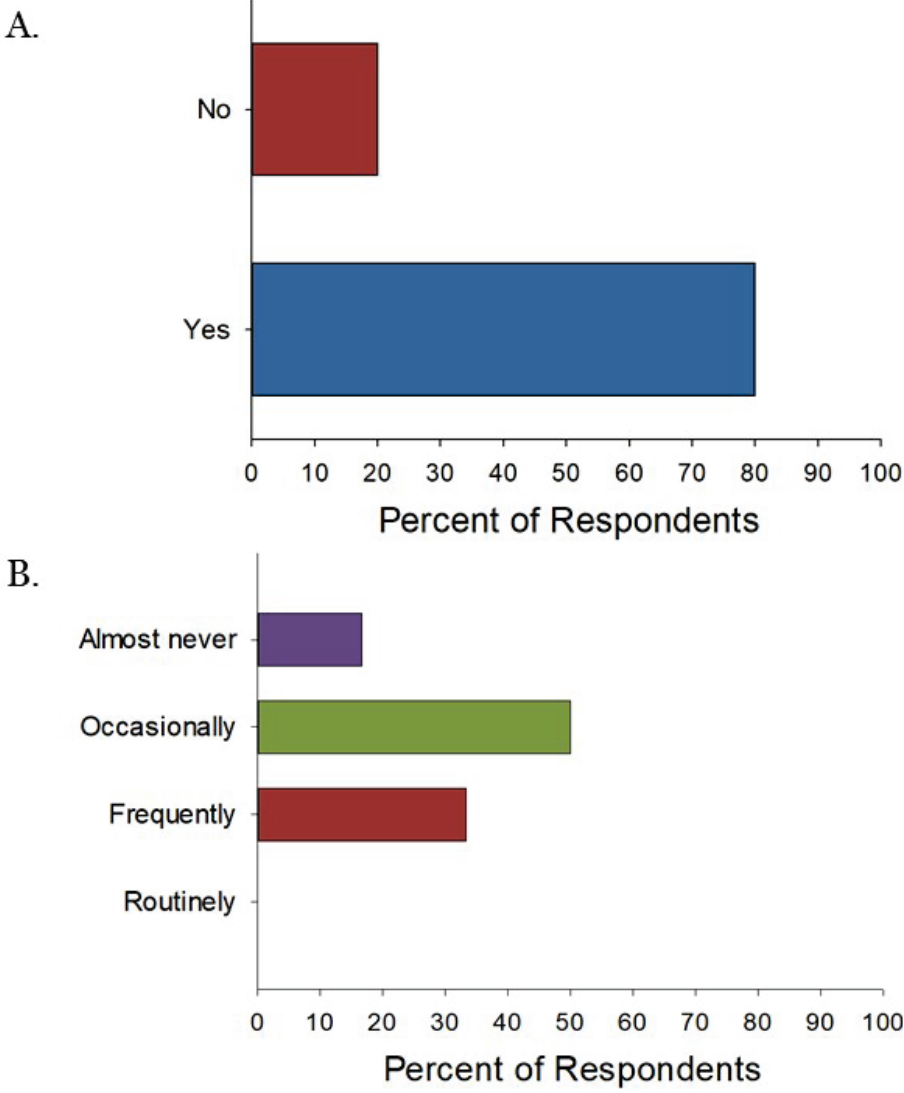 A.
No
Yes
0 10 20 30 40 50 60 70 80 90 100
Percent of Respondents
B.
Almost never
Occasionally
Frequently
Routinely
0 10 20 30 40 50 60 70 80 90 100
Percent of Respondents